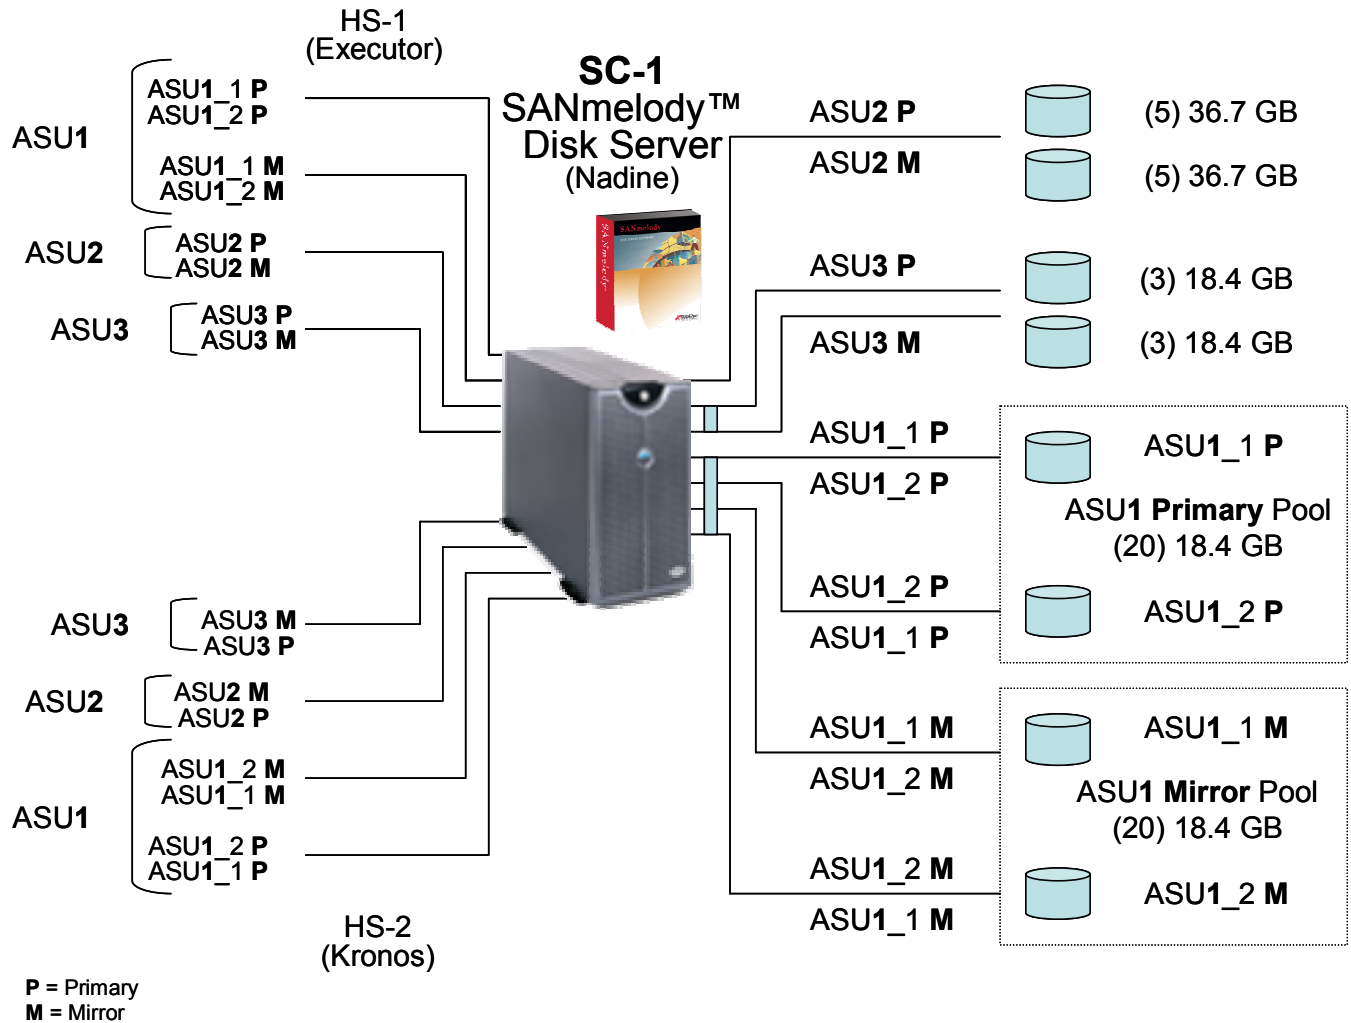 HS-1
(Executor)
SC-1
SANmelody™
Disk Server
(Nadine)
SANmelody
SANmelody
ASU1
ASU1_1 P
ASU1_2 P
ASU1_1 M
ASU1_2 M
ASU2
ASU2 P
ASU2 M
ASU3
ASU3 P
ASU3 M
ASU3
ASU3 M
ASU3 P
ASU2
ASU2 M
ASU2 P
ASU1
ASU1_2 M
ASU1_1 M
ASU1_2 P
ASU1_1 P
HS-2
(Kronos)
P = Primary
M = Mirror
ASU2 P
ASU2 M
(5) 36.7 GB
(5) 36.7 GB
ASU3 P
ASU3 M
(3) 18.4 GB
(3) 18.4 GB
ASU1_1 P
ASU1_2 P
ASU1_1 P
ASU1 Primary Pool
(20) 18.4 GB
ASU1_2 P
ASU1_1 P
ASU1_2 P
ASU1_1 M
ASU1_2 M
ASU1_1 M
ASU1 Mirror Pool
(20) 18.4 GB
ASU1_2 M
ASU1_1 M
ASU1_2 M